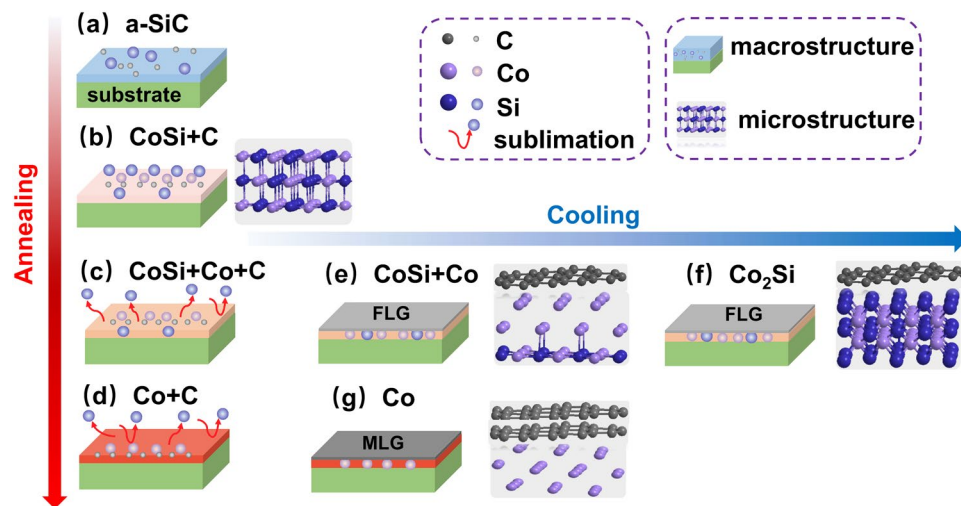 (a) a-SiC
substrate
C
Co
Si
sublimation
macrostructure
microstructure
(b) CoSi+C
Annealing
Cooling
(c) CoSi+Co+C
(e) CoSi+Co
FLG
(f) Co₂Si
FLG
(d) Co+C
(g) Co
MLG